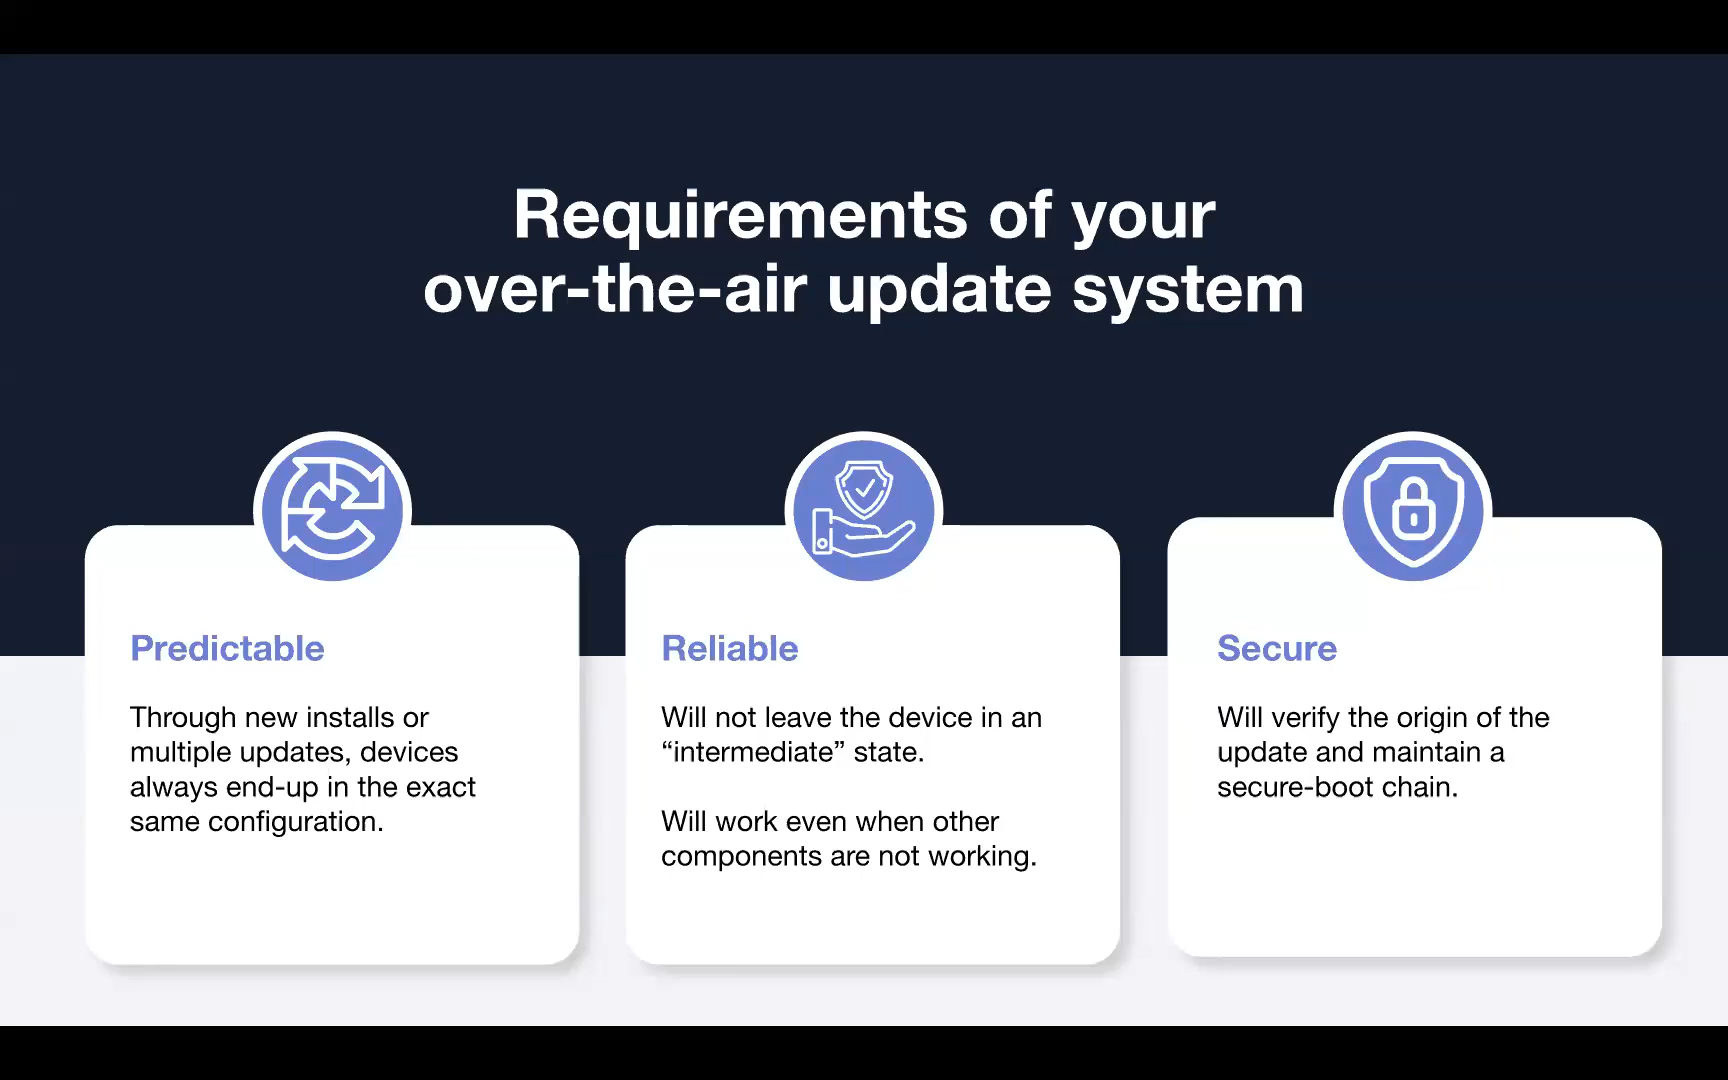 Requirements of your
over-the-air update system
Predictable
Through new installs or
multiple updates, devices
always end-up in the exact
same configuration.
Reliable
Will not leave the device in an
“intermediate” state.
Will work even when other
components are not working.
Secure
Will verify the origin of the
update and maintain a
secure-boot chain.